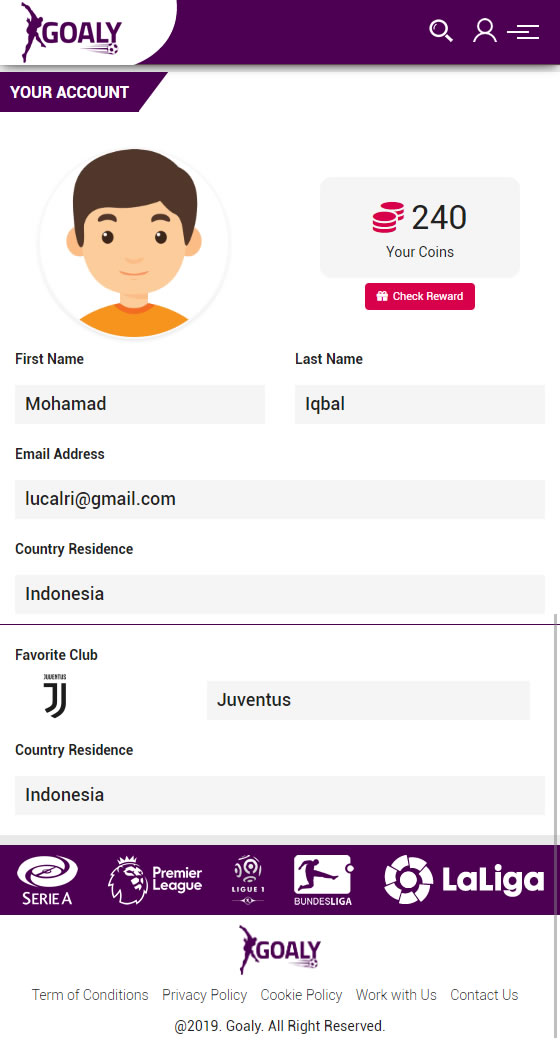 GOALY
YOUR ACCOUNT
240
Your Coins
Check Reward
First Name
Last Name
Mohamad
Iqbal
Email Address
lucalri@gmail.com
Country Residence
Indonesia
Favorite Club
JUVENTUS
Juventus
Country Residence
Indonesia
SERIE A
Premier
League
LIGUE 1
BUNDESLIGA
LaLiga
GOALY
Term of Conditions Privacy Policy Cookie Policy Work with Us Contact Us
@2019. Goaly. All Right Reserved.